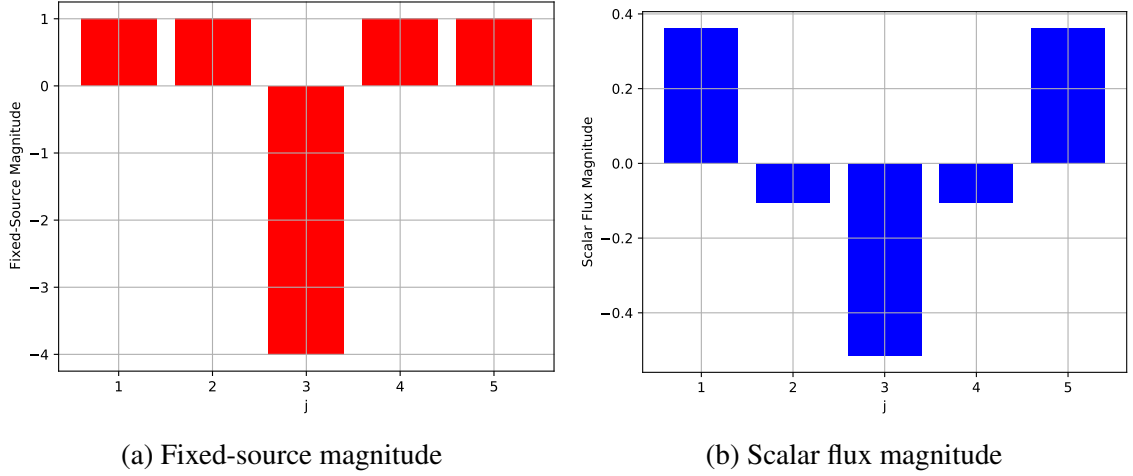 1
0
−1
−2
−3
−4
Fixed-Source Magnitude
1 2 3 4 5
j
(a) Fixed-source magnitude
0.4
0.2
0.0
−0.2
−0.4
Scalar Flux Magnitude
1 2 3 4 5
j
(b) Scalar flux magnitude